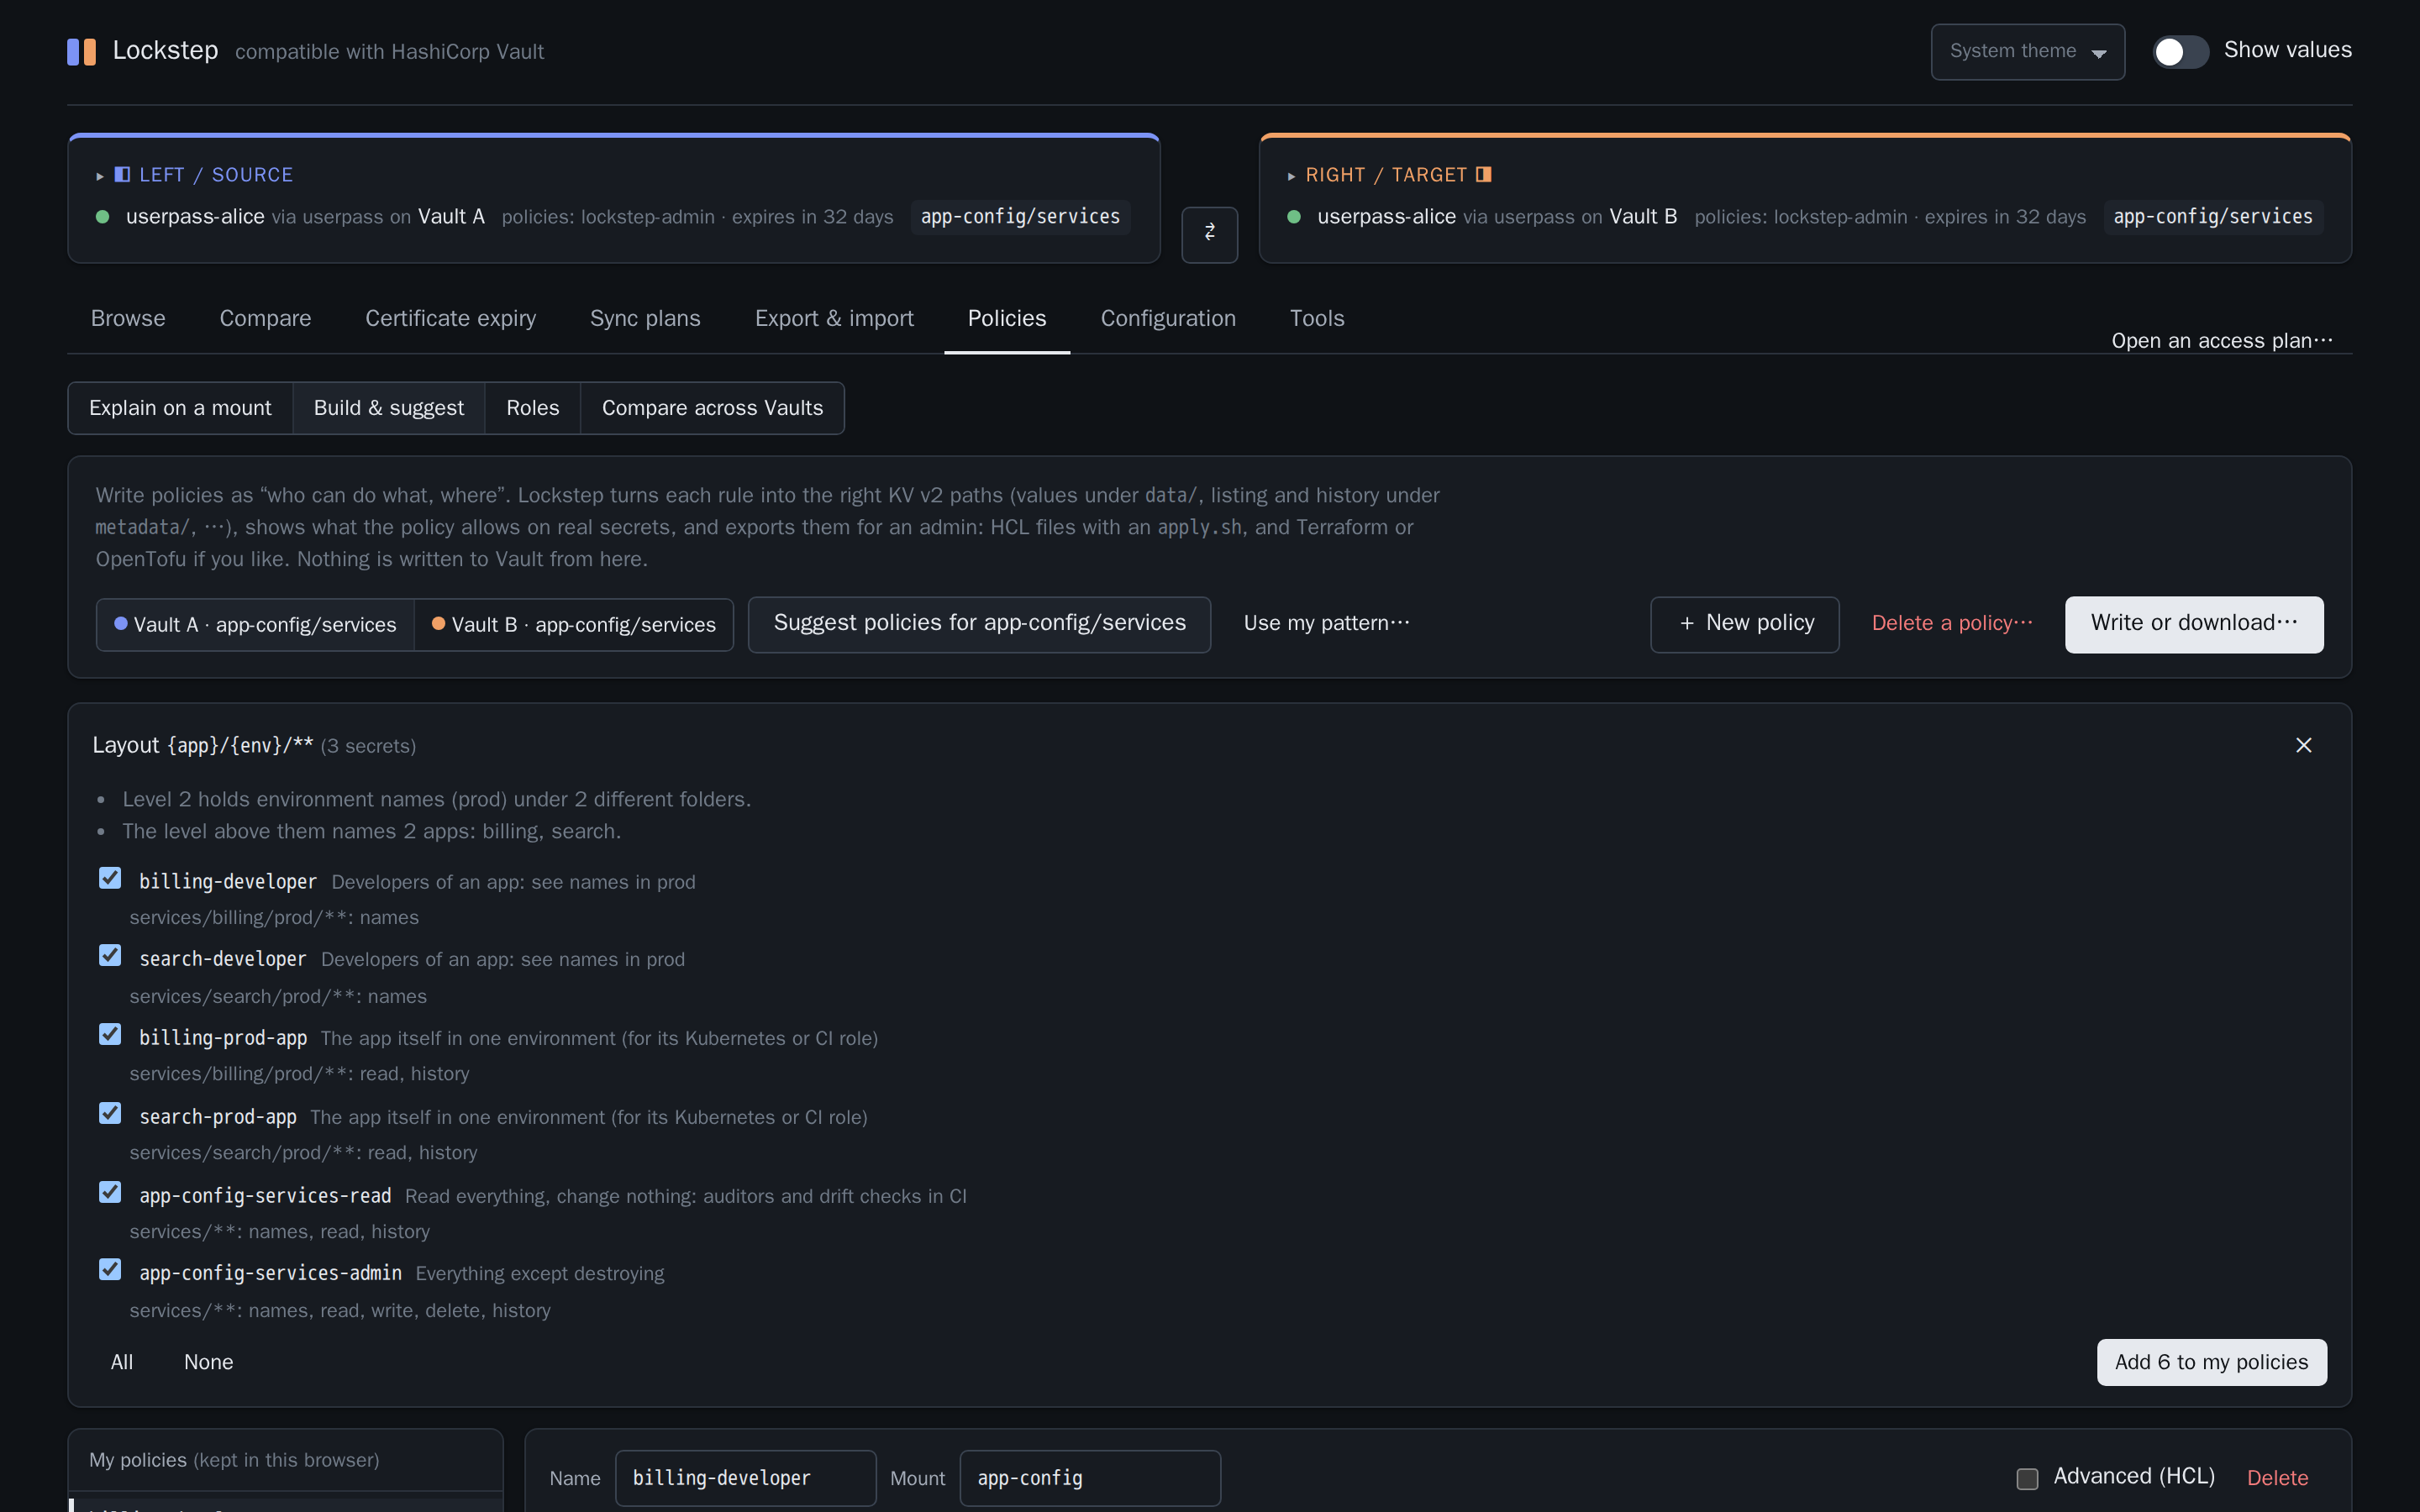 Lockstep compatible with HashiCorp Vault
System theme
Show values
LEFT / SOURCE
userpass-alice via userpass on Vault A policies: lockstep-admin · expires in 32 days app-config/services
RIGHT / TARGET
userpass-alice via userpass on Vault B policies: lockstep-admin · expires in 32 days app-config/services
Browse Compare Certificate expiry Sync plans Export & import Policies Configuration Tools
Open an access plan…
Explain on a mount Build & suggest Roles Compare across Vaults
Write policies as “who can do what, where”. Lockstep turns each rule into the right KV v2 paths (values under data/, listing and history under
metadata/, …), shows what the policy allows on real secrets, and exports them for an admin: HCL files with an apply.sh, and Terraform or
OpenTofu if you like. Nothing is written to Vault from here.
Vault A · app-config/services Vault B · app-config/services Suggest policies for app-config/services Use my pattern… + New policy Delete a policy… Write or download…
Layout {app}/{env}/** (3 secrets)
• Level 2 holds environment names (prod) under 2 different folders.
• The level above them names 2 apps: billing, search.
billing-developer Developers of an app: see names in prod
services/billing/prod/**: names
search-developer Developers of an app: see names in prod
services/search/prod/**: names
billing-prod-app The app itself in one environment (for its Kubernetes or CI role)
services/billing/prod/**: read, history
search-prod-app The app itself in one environment (for its Kubernetes or CI role)
services/search/prod/**: read, history
app-config-services-read Read everything, change nothing: auditors and drift checks in CI
services/**: names, read, history
app-config-services-admin Everything except destroying
services/**: names, read, write, delete, history
All None
Add 6 to my policies
My policies (kept in this browser)
Name billing-developer Mount app-config
Advanced (HCL) Delete